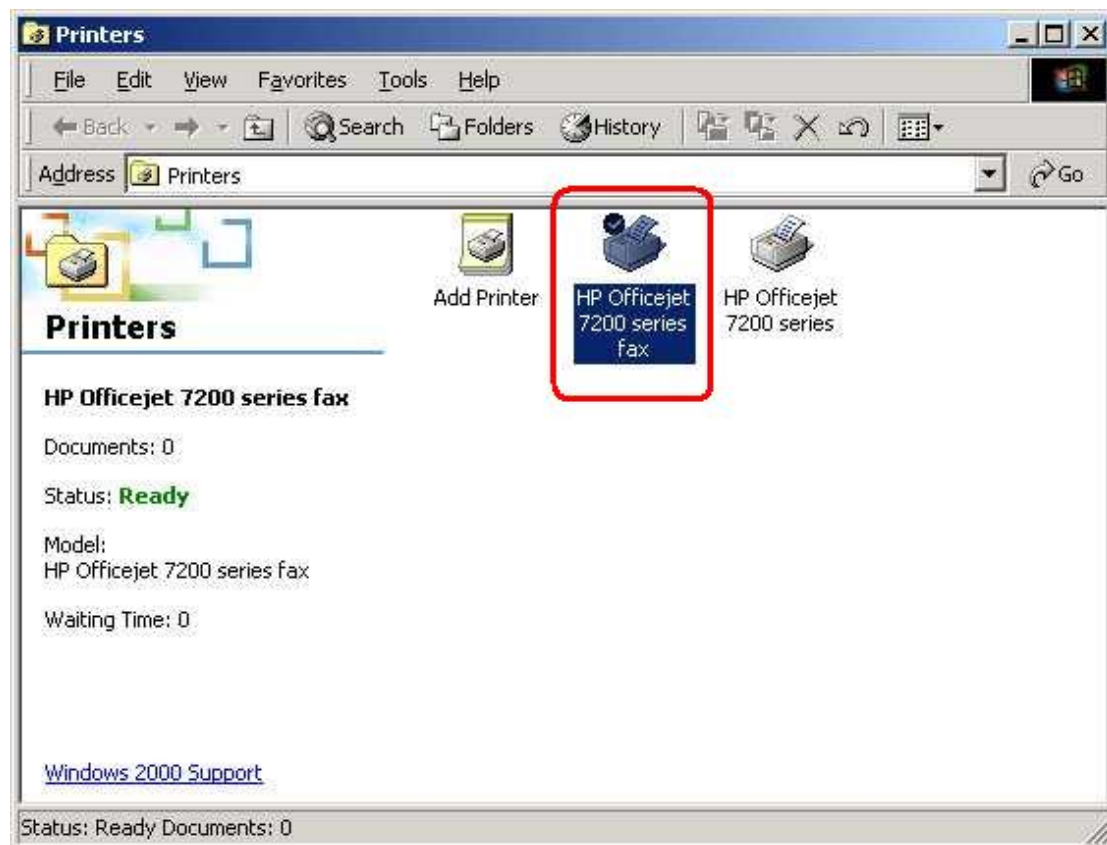 Printers
File Edit View Favorites Tools Help
Back Search Folders History
Address Printers Go
Printers
HP Officejet 7200 series fax
Documents: 0
Status: Ready
Model:
HP Officejet 7200 series fax
Waiting Time: 0
Windows 2000 Support
Add Printer
HP Officejet
7200 series
fax
HP Officejet
7200 series
Status: Ready Documents: 0